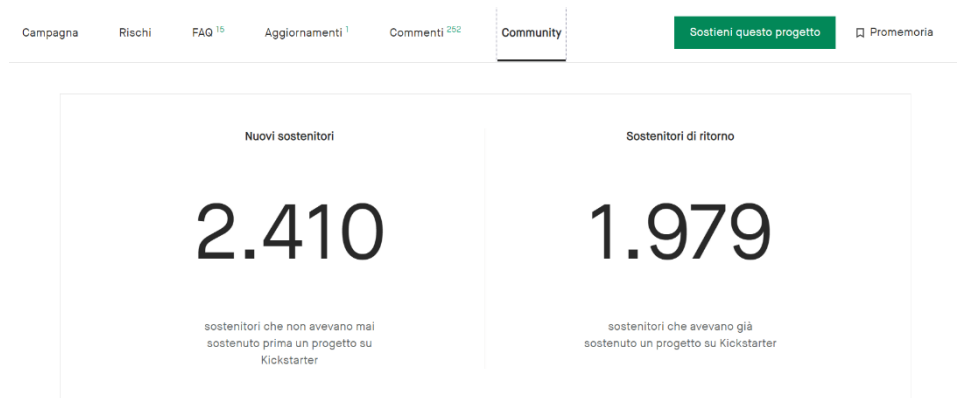 Campagna Rischi FAQ 15 Aggiornamenti 1 Commenti 252 Community Sostieni questo progetto Promemoria
Nuovi sostenitori
2.410
sostenitori che non avevano mai
sostenuto prima un progetto su
Kickstarter
Sostenitori di ritorno
1.979
sostenitori che avevano già
sostenuto un progetto su Kickstarter